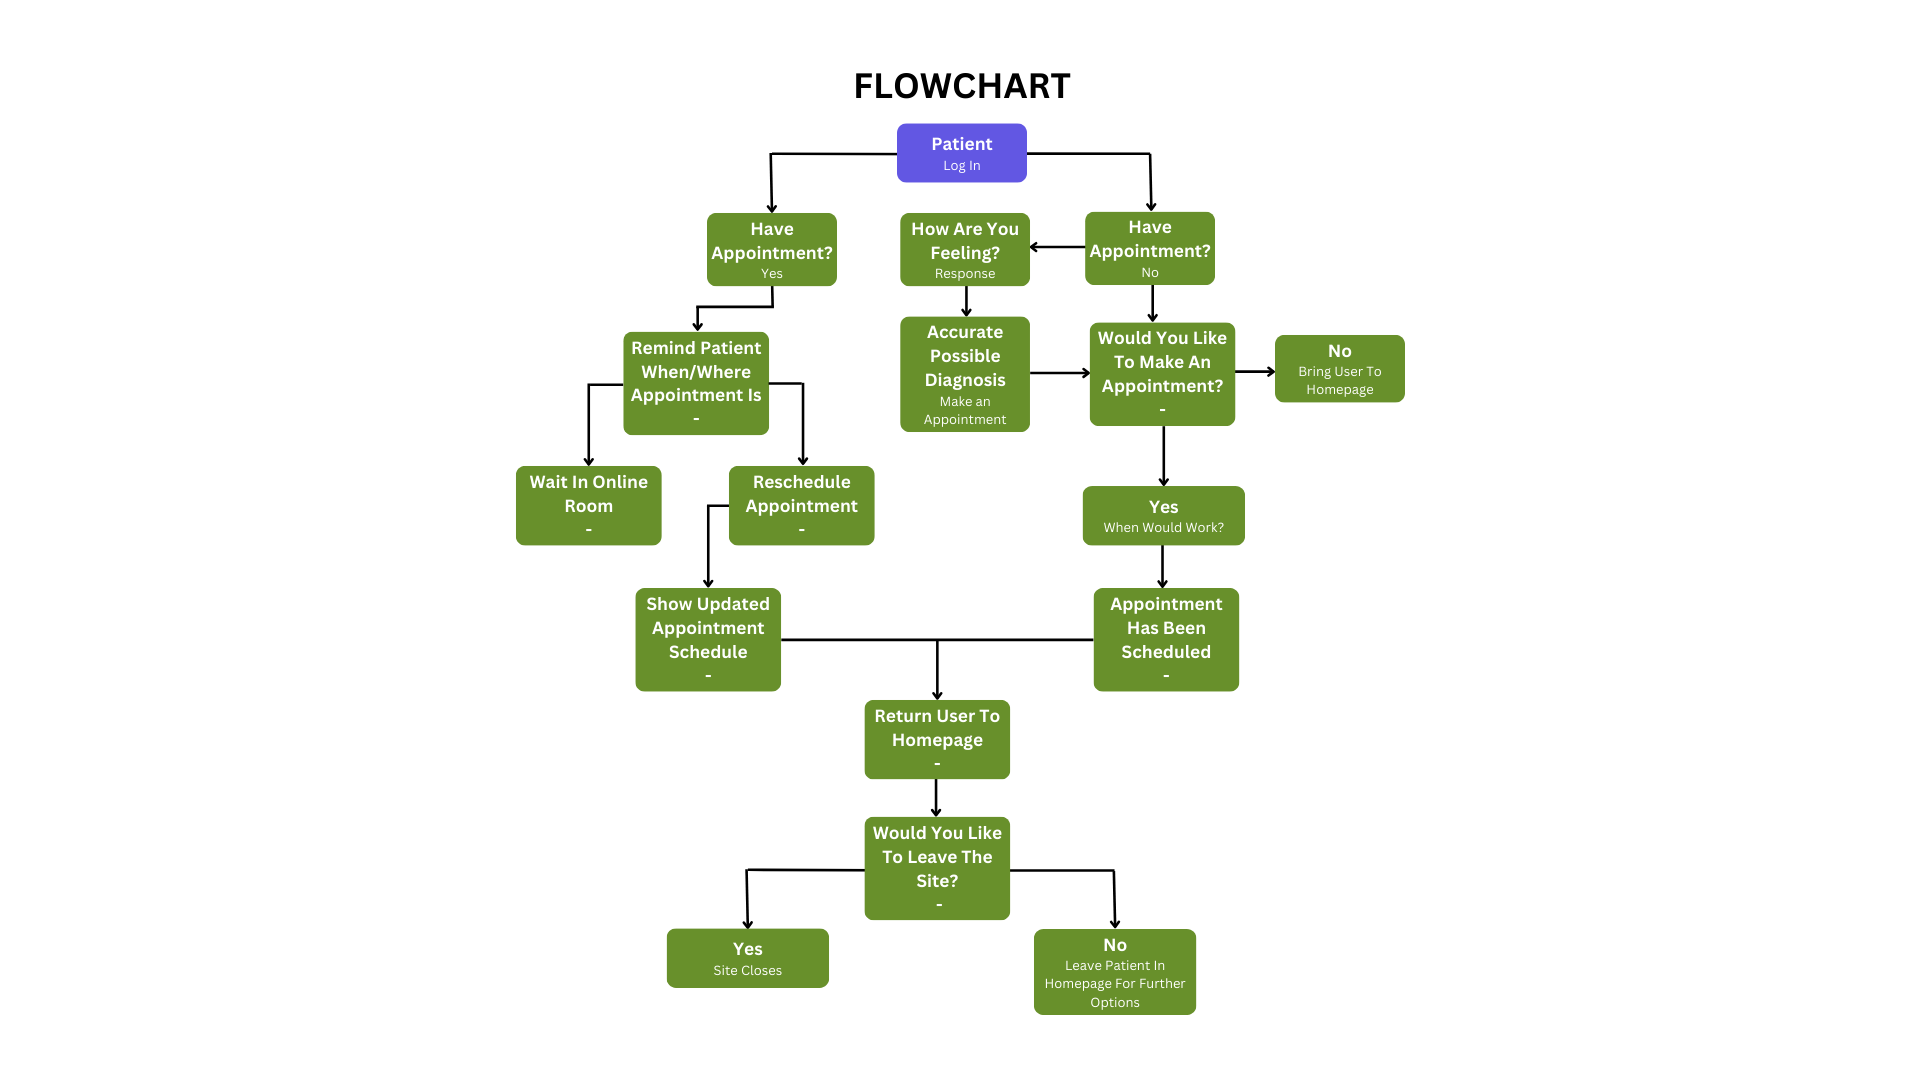 FLOWCHART
Patient
Log In
Have
Appointment?
Yes
How Are You
Feeling?
Response
Have
Appointment?
No
Remind Patient
When/Where
Appointment Is
-
Accurate
Possible
Diagnosis
Make an
Appointment
Would You Like
To Make An
Appointment?
-
No
Bring User To
Homepage
Wait In Online
Room
-
Reschedule
Appointment
-
Yes
When Would Work?
Show Updated
Appointment
Schedule
-
Appointment
Has Been
Scheduled
-
Return User To
Homepage
-
Would You Like
To Leave The
Site?
-
Yes
Site Closes
No
Leave Patient In
Homepage For Further
Options